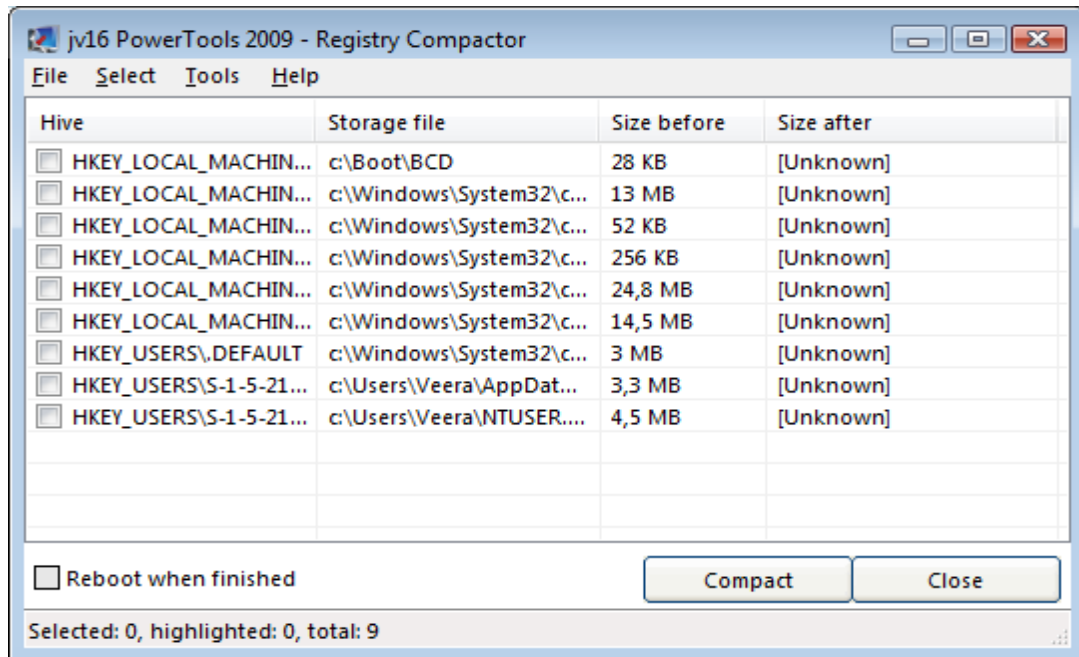 jv16 PowerTools 2009 - Registry Compactor
File Select Tools Help
Hive Storage file Size before Size after
HKEY_LOCAL_MACHIN... c:\Boot\BCD 28 KB [Unknown]
HKEY_LOCAL_MACHIN... c:\Windows\System32\c... 13 MB [Unknown]
HKEY_LOCAL_MACHIN... c:\Windows\System32\c... 52 KB [Unknown]
HKEY_LOCAL_MACHIN... c:\Windows\System32\c... 256 KB [Unknown]
HKEY_LOCAL_MACHIN... c:\Windows\System32\c... 24,8 MB [Unknown]
HKEY_LOCAL_MACHIN... c:\Windows\System32\c... 14,5 MB [Unknown]
HKEY_USERS\.DEFAULT c:\Windows\System32\c... 3 MB [Unknown]
HKEY_USERS\S-1-5-21... c:\Users\Veera\AppDat... 3,3 MB [Unknown]
HKEY_USERS\S-1-5-21... c:\Users\Veera\NTUSER.... 4,5 MB [Unknown]
Reboot when finished Compact Close
Selected: 0, highlighted: 0, total: 9